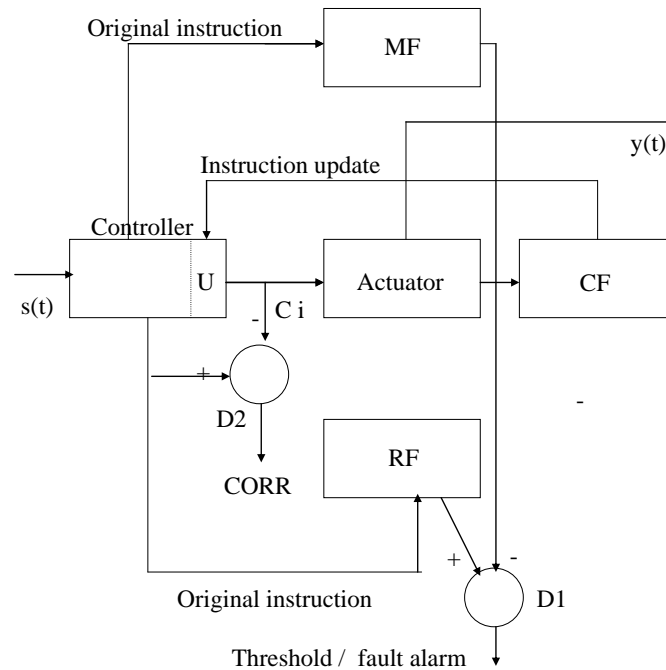 Original instruction
MF
y(t)
Instruction update
Controller
U
Actuator
CF
s(t)
C i
-
+
D2
-
RF
CORR
+
-
D1
Original instruction
Threshold / fault alarm